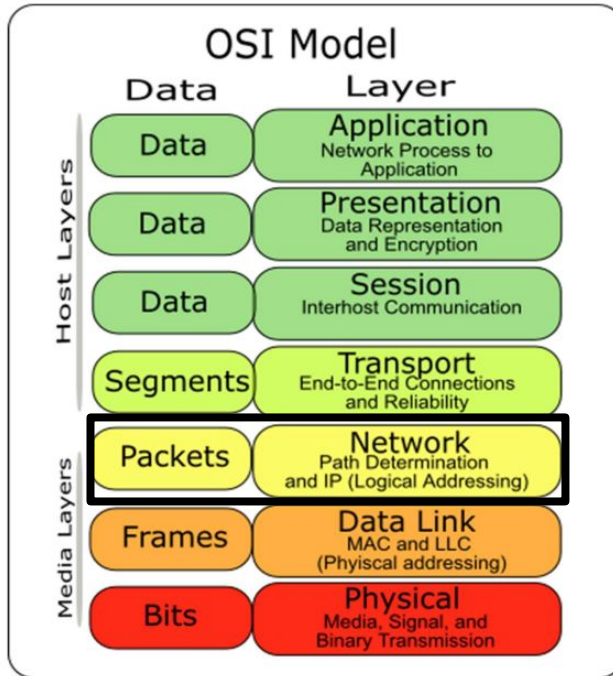 OSI Model
Data Layer
Host Layers
Data
Application
Network Process to
Application
Data
Presentation
Data Representation
and Encryption
Data
Session
Interhost Communication
Segments
Transport
End-to-End Connections
and Reliability
Media Layers
Packets
Network
Path Determination
and IP (Logical Addressing)
Frames
Data Link
MAC and LLC
(Phyiscal addressing)
Bits
Physical
Media, Signal, and
Binary Transmission